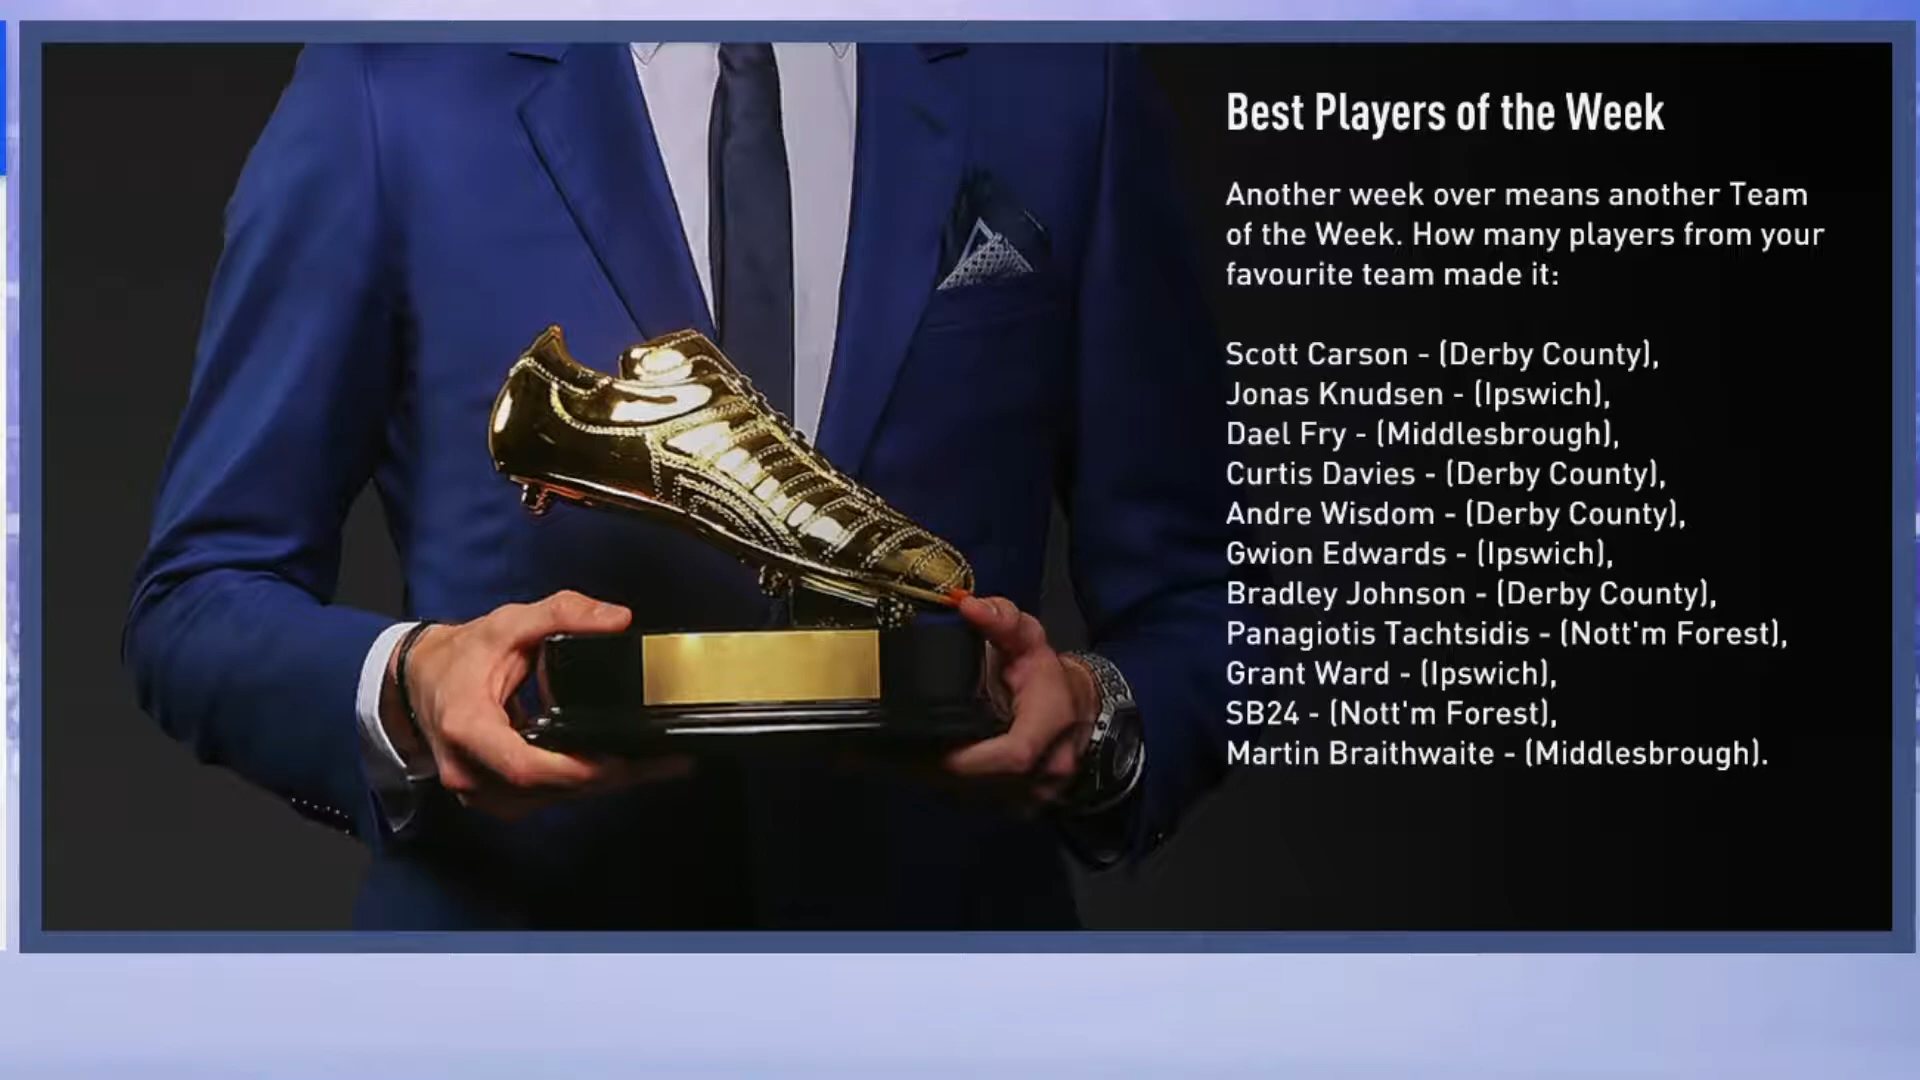 Best Players of the Week
Another week over means another Team
of the Week. How many players from your
favourite team made it:
Scott Carson - (Derby County),
Jonas Knudsen - (Ipswich),
Dael Fry - (Middlesbrough),
Curtis Davies - (Derby County),
Andre Wisdom - (Derby County),
Gwion Edwards - (Ipswich),
Bradley Johnson - (Derby County),
Panagiotis Tachtsidis - (Nott'm Forest),
Grant Ward - (Ipswich),
SB24 - (Nott'm Forest),
Martin Braithwaite - (Middlesbrough).